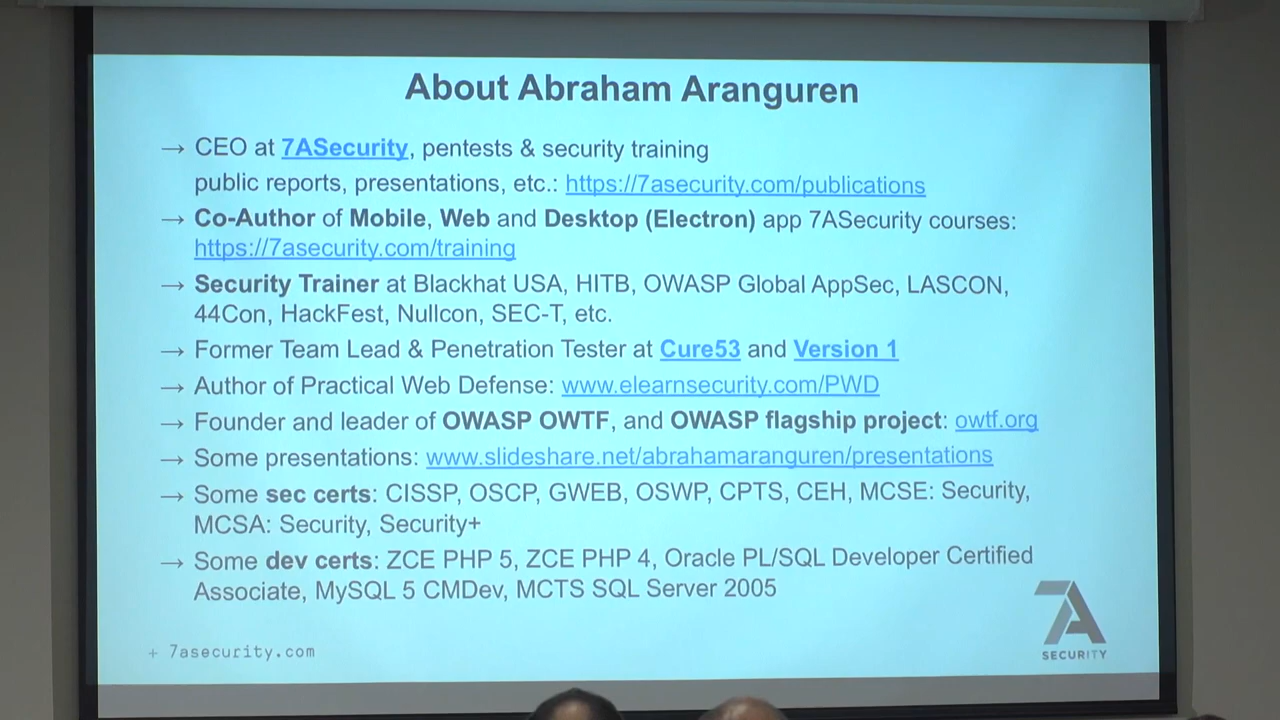 About Abraham Aranguren
→ CEO at 7ASecurity, pentests & security training
public reports, presentations, etc.: https://7asecurity.com/publications
→ Co-Author of Mobile, Web and Desktop (Electron) app 7ASecurity courses:
https://7asecurity.com/training
→ Security Trainer at Blackhat USA, HITB, OWASP Global AppSec, LASCON,
44Con, HackFest, Nullcon, SEC-T, etc.
→ Former Team Lead & Penetration Tester at Cure53 and Version 1
→ Author of Practical Web Defense: www.elearnsecurity.com/PWD
→ Founder and leader of OWASP OWTF, and OWASP flagship project: owtf.org
→ Some presentations: www.slideshare.net/abrahamaranguren/presentations
→ Some sec certs: CISSP, OSCP, GWEB, OSWP, CPTS, CEH, MCSE: Security,
MCSA: Security, Security+
→ Some dev certs: ZCE PHP 5, ZCE PHP 4, Oracle PL/SQL Developer Certified
Associate, MySQL 5 CMDev, MCTS SQL Server 2005
+ 7asecurity.com
7A
SECURITY